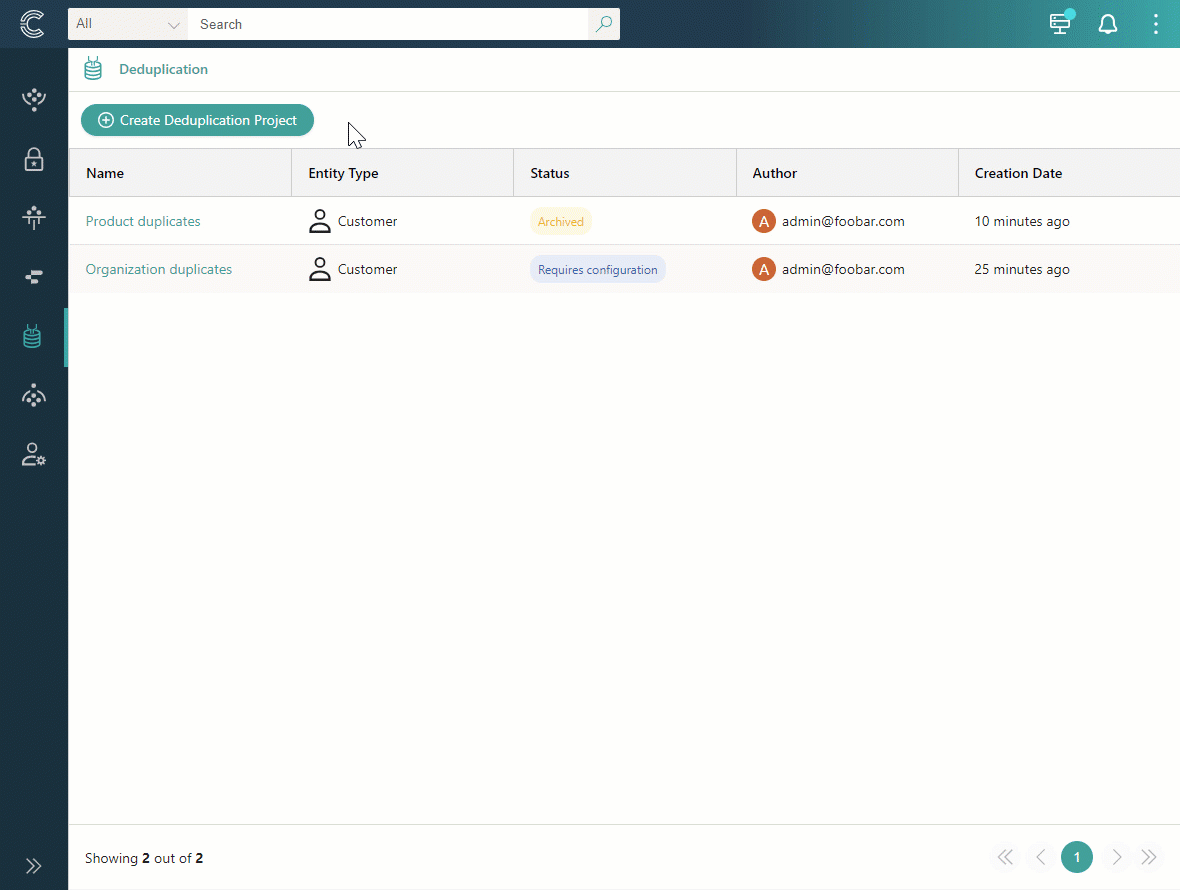 All
Search
Deduplication
Create Deduplication Project
Name Entity Type Status Author Creation Date
Product duplicates Customer Archived A admin@foobar.com 10 minutes ago
Organization duplicates Customer Requires configuration A admin@foobar.com 25 minutes ago
Showing 2 out of 2
1